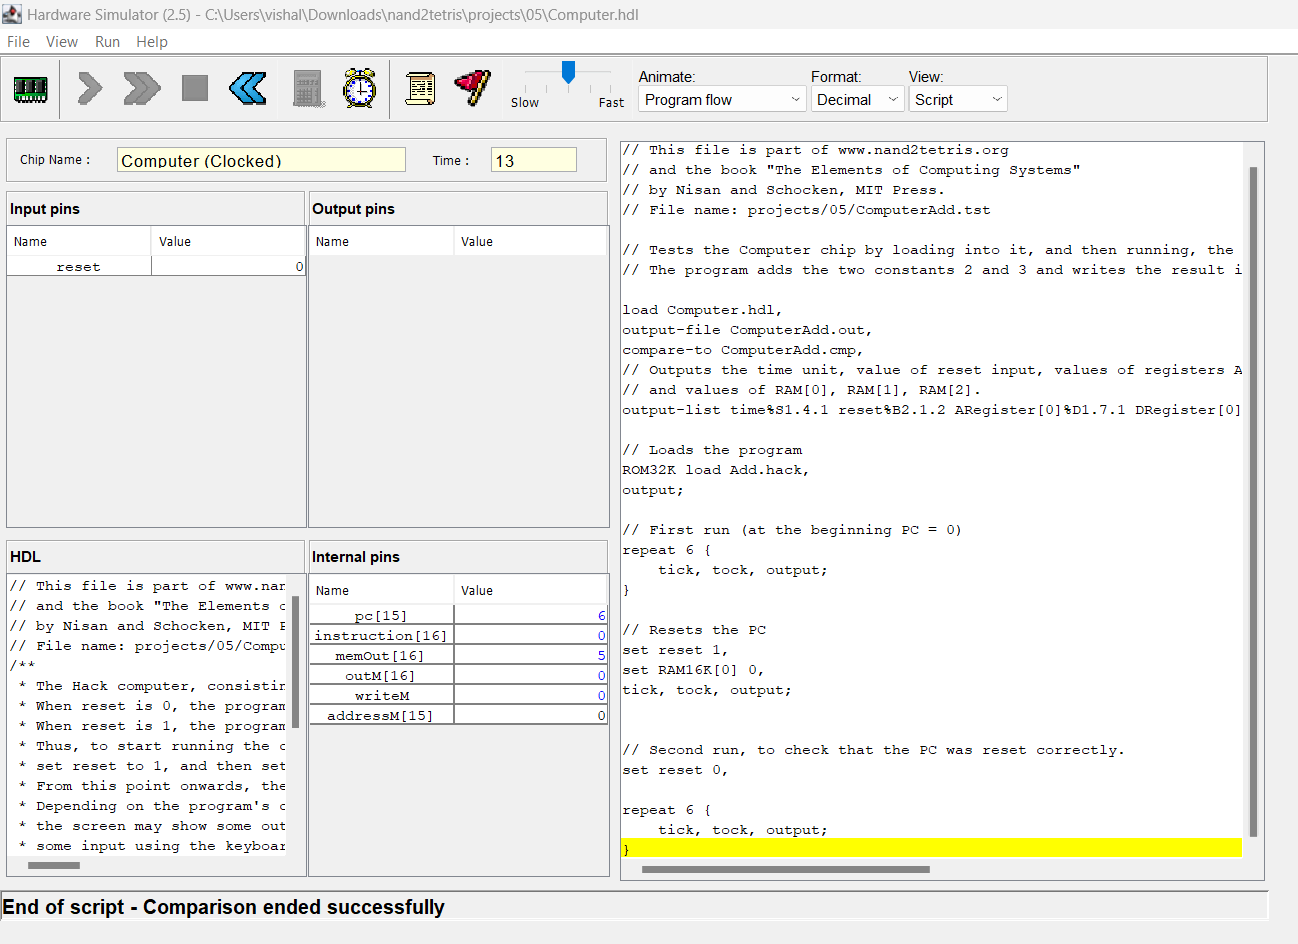 Hardware Simulator (2.5) - C:\Users\vishal\Downloads\nand2tetris\projects\05\Computer.hdl
File View Run Help
Slow Fast
Animate: Format: View:
Program flow Decimal Script
Chip Name : Computer (Clocked) Time : 13
Input pins
Name Value
reset 0
Output pins
Name Value
HDL
// This file is part of www.nan
// and the book "The Elements
// by Nisan and Schocken, MIT
// File name: projects/05/Compu
/**
* The Hack computer, consistin
* When reset is 0, the program
* When reset is 1, the program
* Thus, to start running the
* set reset to 1, and then set
* From this point onwards, the
* Depending on the program's
* the screen may show some out
* some input using the keyboar
Internal pins
Name Value
pc[15] 6
instruction[16] 0
memOut[16] 5
outM[16] 0
writeM 0
addressM[15] 0
// This file is part of www.nand2tetris.org
// and the book "The Elements of Computing Systems"
// by Nisan and Schocken, MIT Press.
// File name: projects/05/ComputerAdd.tst
// Tests the Computer chip by loading into it, and then running, the
// The program adds the two constants 2 and 3 and writes the result i
load Computer.hdl,
output-file ComputerAdd.out,
compare-to ComputerAdd.cmp,
// Outputs the time unit, value of reset input, values of registers A
// and values of RAM[0], RAM[1], RAM[2].
output-list time%S1.4.1 reset%B2.1.2 ARegister[0]%D1.7.1 DRegister[0]
// Loads the program
ROM32K load Add.hack,
output;
// First run (at the beginning PC = 0)
repeat 6 {
tick, tock, output;
}
// Resets the PC
set reset 1,
set RAM16K[0] 0,
tick, tock, output;
// Second run, to check that the PC was reset correctly.
set reset 0,
repeat 6 {
tick, tock, output;
}
End of script - Comparison ended successfully